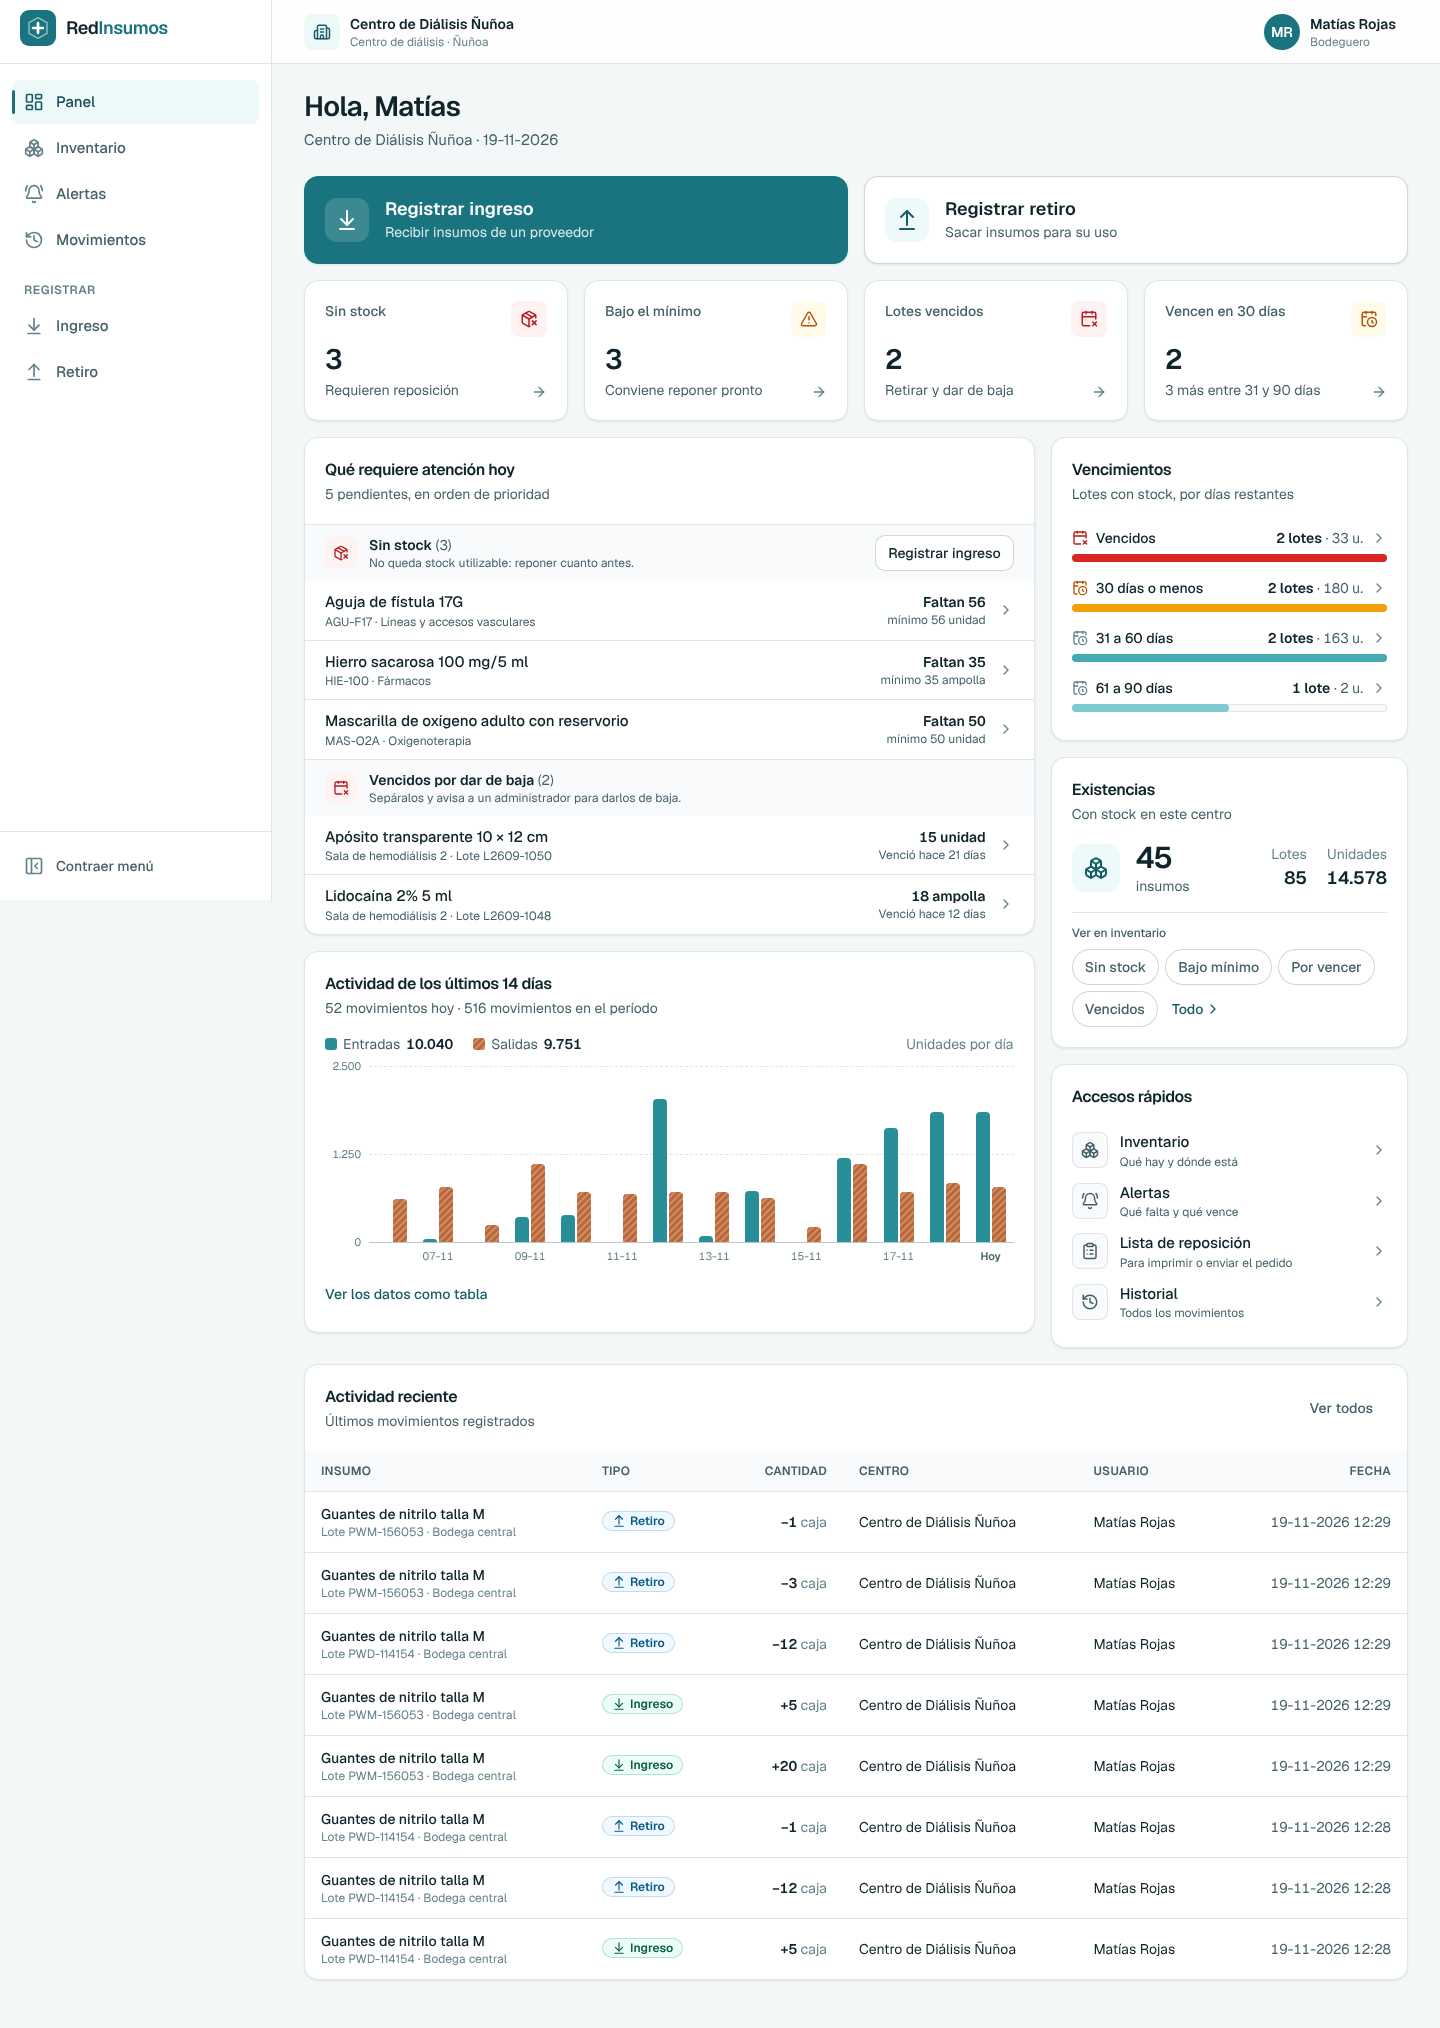 RedInsumos
Centro de Diálisis Ñuñoa
Centro de diálisis · Ñuñoa
MR
Matías Rojas
Bodeguero
Panel
Inventario
Alertas
Movimientos
REGISTRAR
Ingreso
Retiro
Contraer menú
Hola, Matías
Centro de Diálisis Ñuñoa · 19-11-2026
Registrar ingreso
Recibir insumos de un proveedor
Registrar retiro
Sacar insumos para su uso
Sin stock
3
Requieren reposición
Bajo el mínimo
3
Conviene reponer pronto
Lotes vencidos
2
Retirar y dar de baja
Vencen en 30 días
2
3 más entre 31 y 90 días
Qué requiere atención hoy
5 pendientes, en orden de prioridad
Sin stock (3)
No queda stock utilizable: reponer cuanto antes.
Registrar ingreso
Aguja de fístula 17G
AGU-F17 · Líneas y accesos vasculares
Faltan 56
mínimo 56 unidad
Hierro sacarosa 100 mg/5 ml
HIE-100 · Fármacos
Faltan 35
mínimo 35 ampolla
Mascarilla de oxígeno adulto con reservorio
MAS-O2A · Oxigenoterapia
Faltan 50
mínimo 50 unidad
Vencidos por dar de baja (2)
Sepáralos y avisa a un administrador para darlos de baja.
Apósito transparente 10 × 12 cm
Sala de hemodiálisis 2 · Lote L2609-1050
15 unidad
Venció hace 21 días
Lidocaína 2% 5 ml
Sala de hemodiálisis 2 · Lote L2609-1048
18 ampolla
Venció hace 12 días
Vencimientos
Lotes con stock, por días restantes
Vencidos 2 lotes · 33 u.
30 días o menos 2 lotes · 180 u.
31 a 60 días 2 lotes · 163 u.
61 a 90 días 1 lote · 2 u.
Existencias
Con stock en este centro
45
insumos
Lotes
85
Unidades
14.578
Ver en inventario
Sin stock
Bajo mínimo
Por vencer
Vencidos
Todo
Accesos rápidos
Inventario
Qué hay y dónde está
Alertas
Qué falta y qué vence
Lista de reposición
Para imprimir o enviar el pedido
Historial
Todos los movimientos
Actividad de los últimos 14 días
52 movimientos hoy · 516 movimientos en el período
Entradas 10.040 Salidas 9.751 Unidades por día
2.500
1.250
0
07-11 09-11 11-11 13-11 15-11 17-11 Hoy
Ver los datos como tabla
Actividad reciente
Últimos movimientos registrados
Ver todos
INSUMO TIPO CANTIDAD CENTRO USUARIO FECHA
Guantes de nitrilo talla M
Lote PWM-156053 · Bodega central
Retiro −1 caja Centro de Diálisis Ñuñoa Matías Rojas 19-11-2026 12:29
Guantes de nitrilo talla M
Lote PWM-156053 · Bodega central
Retiro −3 caja Centro de Diálisis Ñuñoa Matías Rojas 19-11-2026 12:29
Guantes de nitrilo talla M
Lote PWD-114154 · Bodega central
Retiro −12 caja Centro de Diálisis Ñuñoa Matías Rojas 19-11-2026 12:29
Guantes de nitrilo talla M
Lote PWM-156053 · Bodega central
Ingreso +5 caja Centro de Diálisis Ñuñoa Matías Rojas 19-11-2026 12:29
Guantes de nitrilo talla M
Lote PWM-156053 · Bodega central
Ingreso +20 caja Centro de Diálisis Ñuñoa Matías Rojas 19-11-2026 12:29
Guantes de nitrilo talla M
Lote PWD-114154 · Bodega central
Retiro −1 caja Centro de Diálisis Ñuñoa Matías Rojas 19-11-2026 12:28
Guantes de nitrilo talla M
Lote PWD-114154 · Bodega central
Retiro −12 caja Centro de Diálisis Ñuñoa Matías Rojas 19-11-2026 12:28
Guantes de nitrilo talla M
Lote PWD-114154 · Bodega central
Ingreso +5 caja Centro de Diálisis Ñuñoa Matías Rojas 19-11-2026 12:28